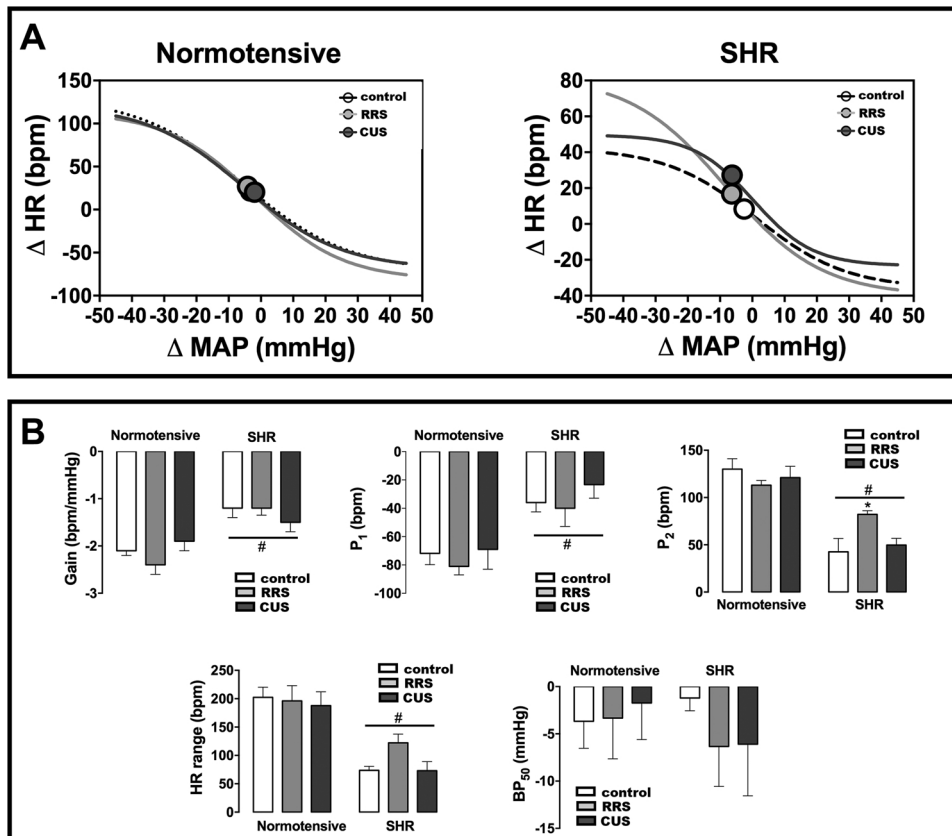 A
Normotensive
Δ HR (bpm)
150
100
50
0
-50
-100
-50 -40 -30 -20 -10 0 10 20 30 40 50
Δ MAP (mmHg)
control
RRS
CUS
SHR
Δ HR (bpm)
80
60
40
20
0
-20
-40
-50 -40 -30 -20 -10 0 10 20 30 40 50
Δ MAP (mmHg)
control
RRS
CUS
B
Normotensive SHR
Gain (bpm/mmHg)
0
-1
-2
-3
#
control
RRS
CUS
Normotensive SHR
P1 (bpm)
0
-20
-40
-60
-80
-100
#
control
RRS
CUS
control
RRS
CUS
P2 (bpm)
150
100
50
0
#
*
Normotensive SHR
control
RRS
CUS
HR range (bpm)
250
200
150
100
50
0
#
Normotensive SHR
Normotensive SHR
BP50 (mmHg)
0
-5
-10
-15
control
RRS
CUS